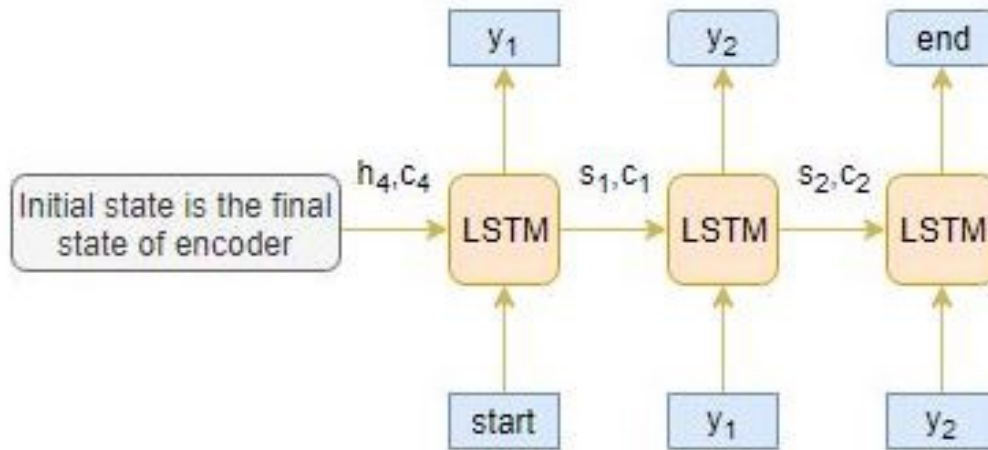 y₁
y₂
end
h₄,c₄
s₁,c₁
s₂,c₂
Initial state is the final
state of encoder
LSTM
LSTM
LSTM
start
y₁
y₂